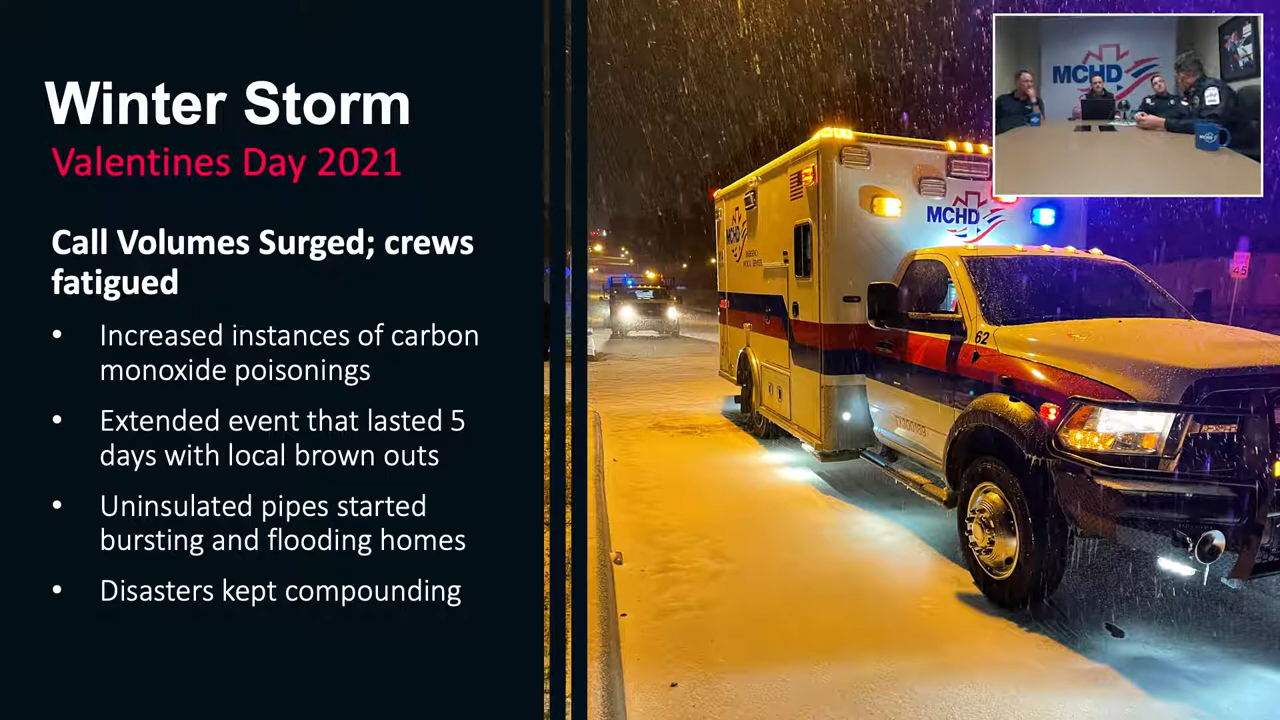 Winter Storm
Valentines Day 2021
Call Volumes Surged; crews
fatigued
• Increased instances of carbon
monoxide poisonings
• Extended event that lasted 5
days with local brown outs
• Uninsulated pipes started
bursting and flooding homes
• Disasters kept compounding
MCHD
MCHD
MCHD
62
45